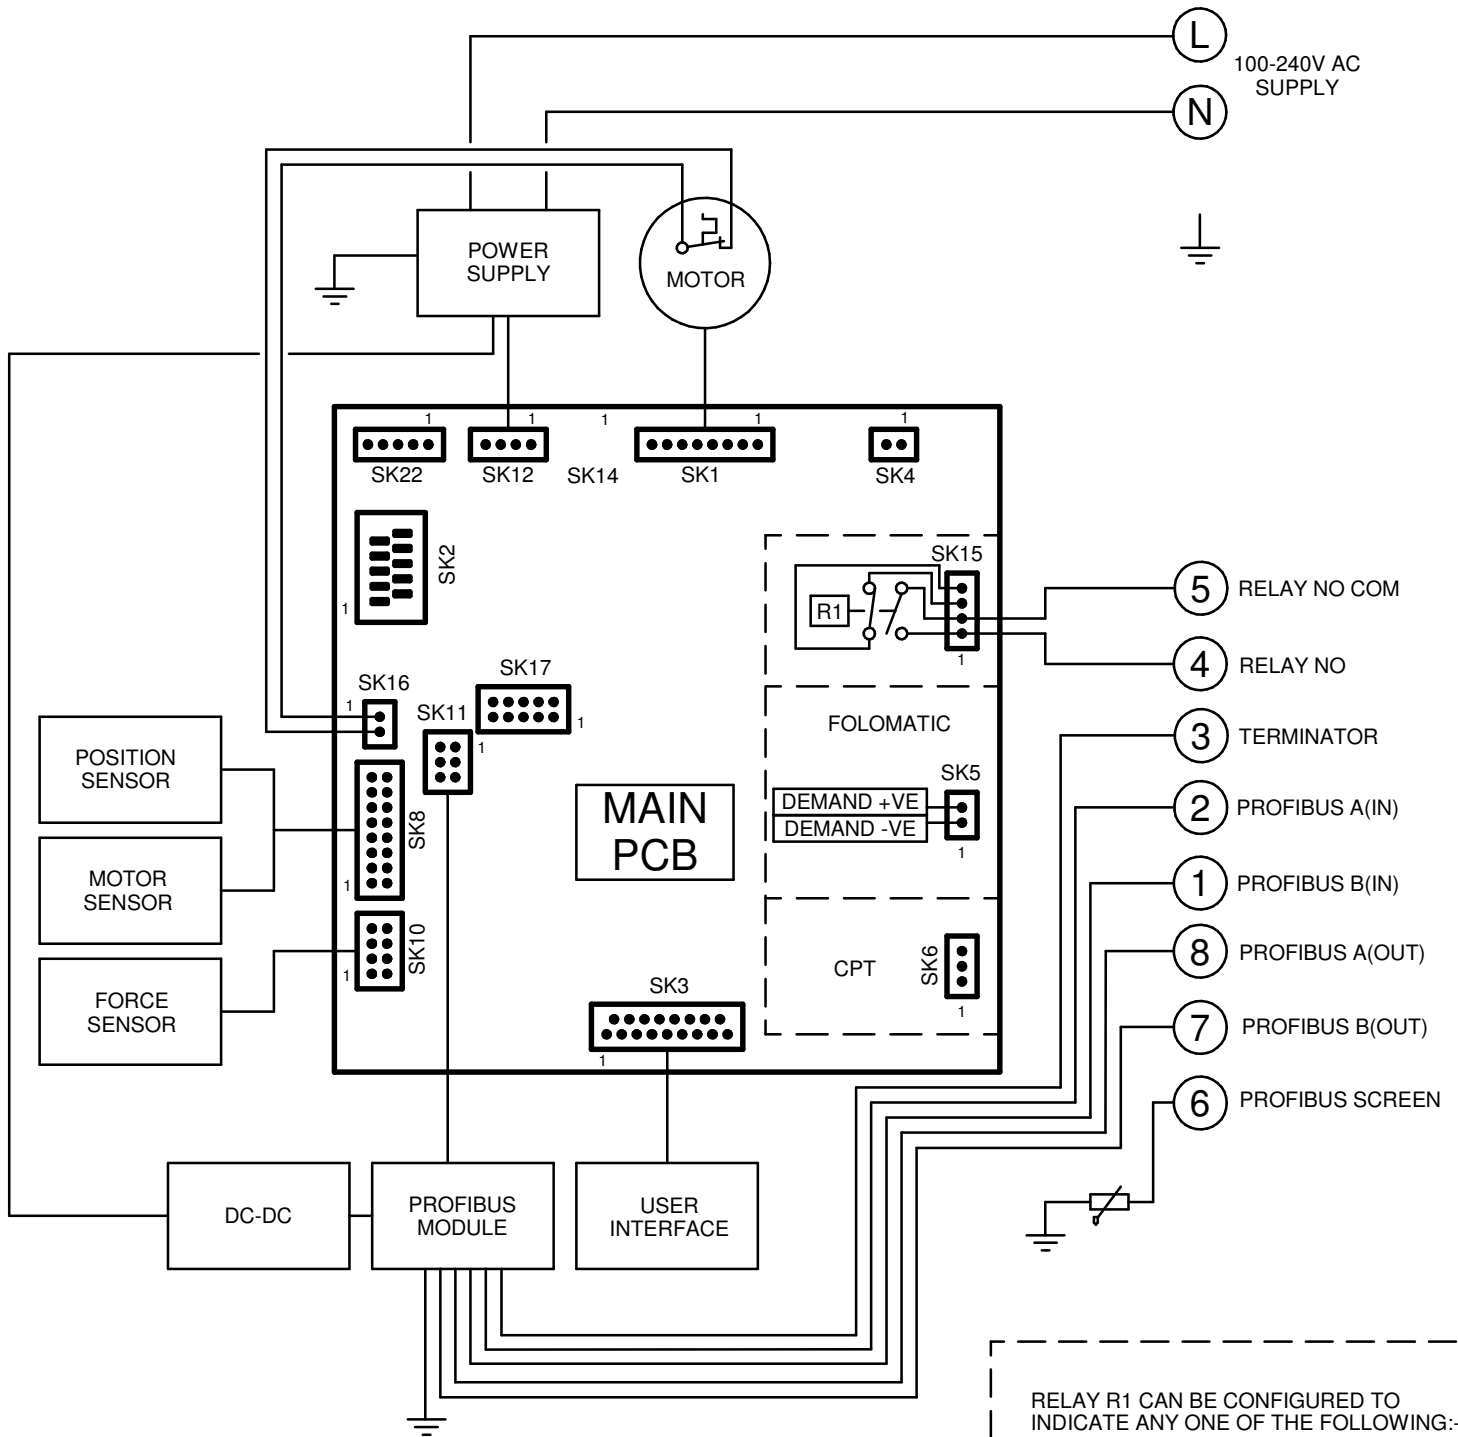 L
100-240V AC
SUPPLY
N
POWER
SUPPLY
MOTOR
1
1
1
1
1
SK22
SK12
SK14
SK1
SK4
SK2
1
SK15
R1
1
5
RELAY NO COM
4
RELAY NO
SK17
1
SK16
1
SK11
1
FOLOMATIC
3
TERMINATOR
POSITION
SENSOR
SK5
DEMAND +VE
DEMAND -VE
1
MAIN
PCB
2
PROFIBUS A(IN)
SK8
1
MOTOR
SENSOR
1
PROFIBUS B(IN)
SK10
1
CPT
SK6
1
8
PROFIBUS A(OUT)
FORCE
SENSOR
SK3
1
7
PROFIBUS B(OUT)
6
PROFIBUS SCREEN
DC-DC
PROFIBUS
MODULE
USER
INTERFACE
RELAY R1 CAN BE CONFIGURED TO
INDICATE ANY ONE OF THE FOLLOWING:-